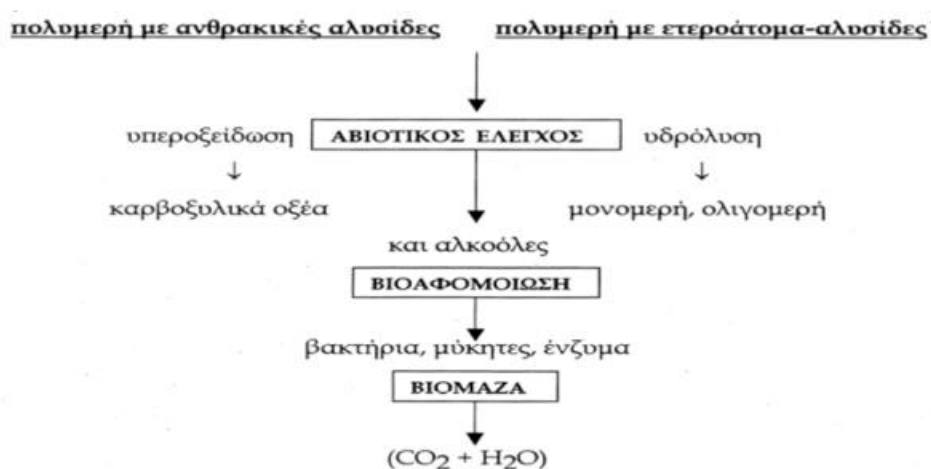 πολυμερή με ανθρακικές αλυσίδες πολυμερή με ετεροάτομα-αλυσίδες
υπεροξείδωση ΑΒΙΟΤΙΚΟΣ ΕΛΕΓΧΟΣ υδρόλυση
καρβοξυλικά οξέα μονομερή, ολιγομερή
και αλκοόλες
ΒΙΟΑΦΟΜΟΙΩΣΗ
βακτήρια, μύκητες, ένζυμα
ΒΙΟΜΑΖΑ
(CO2 + H2O)